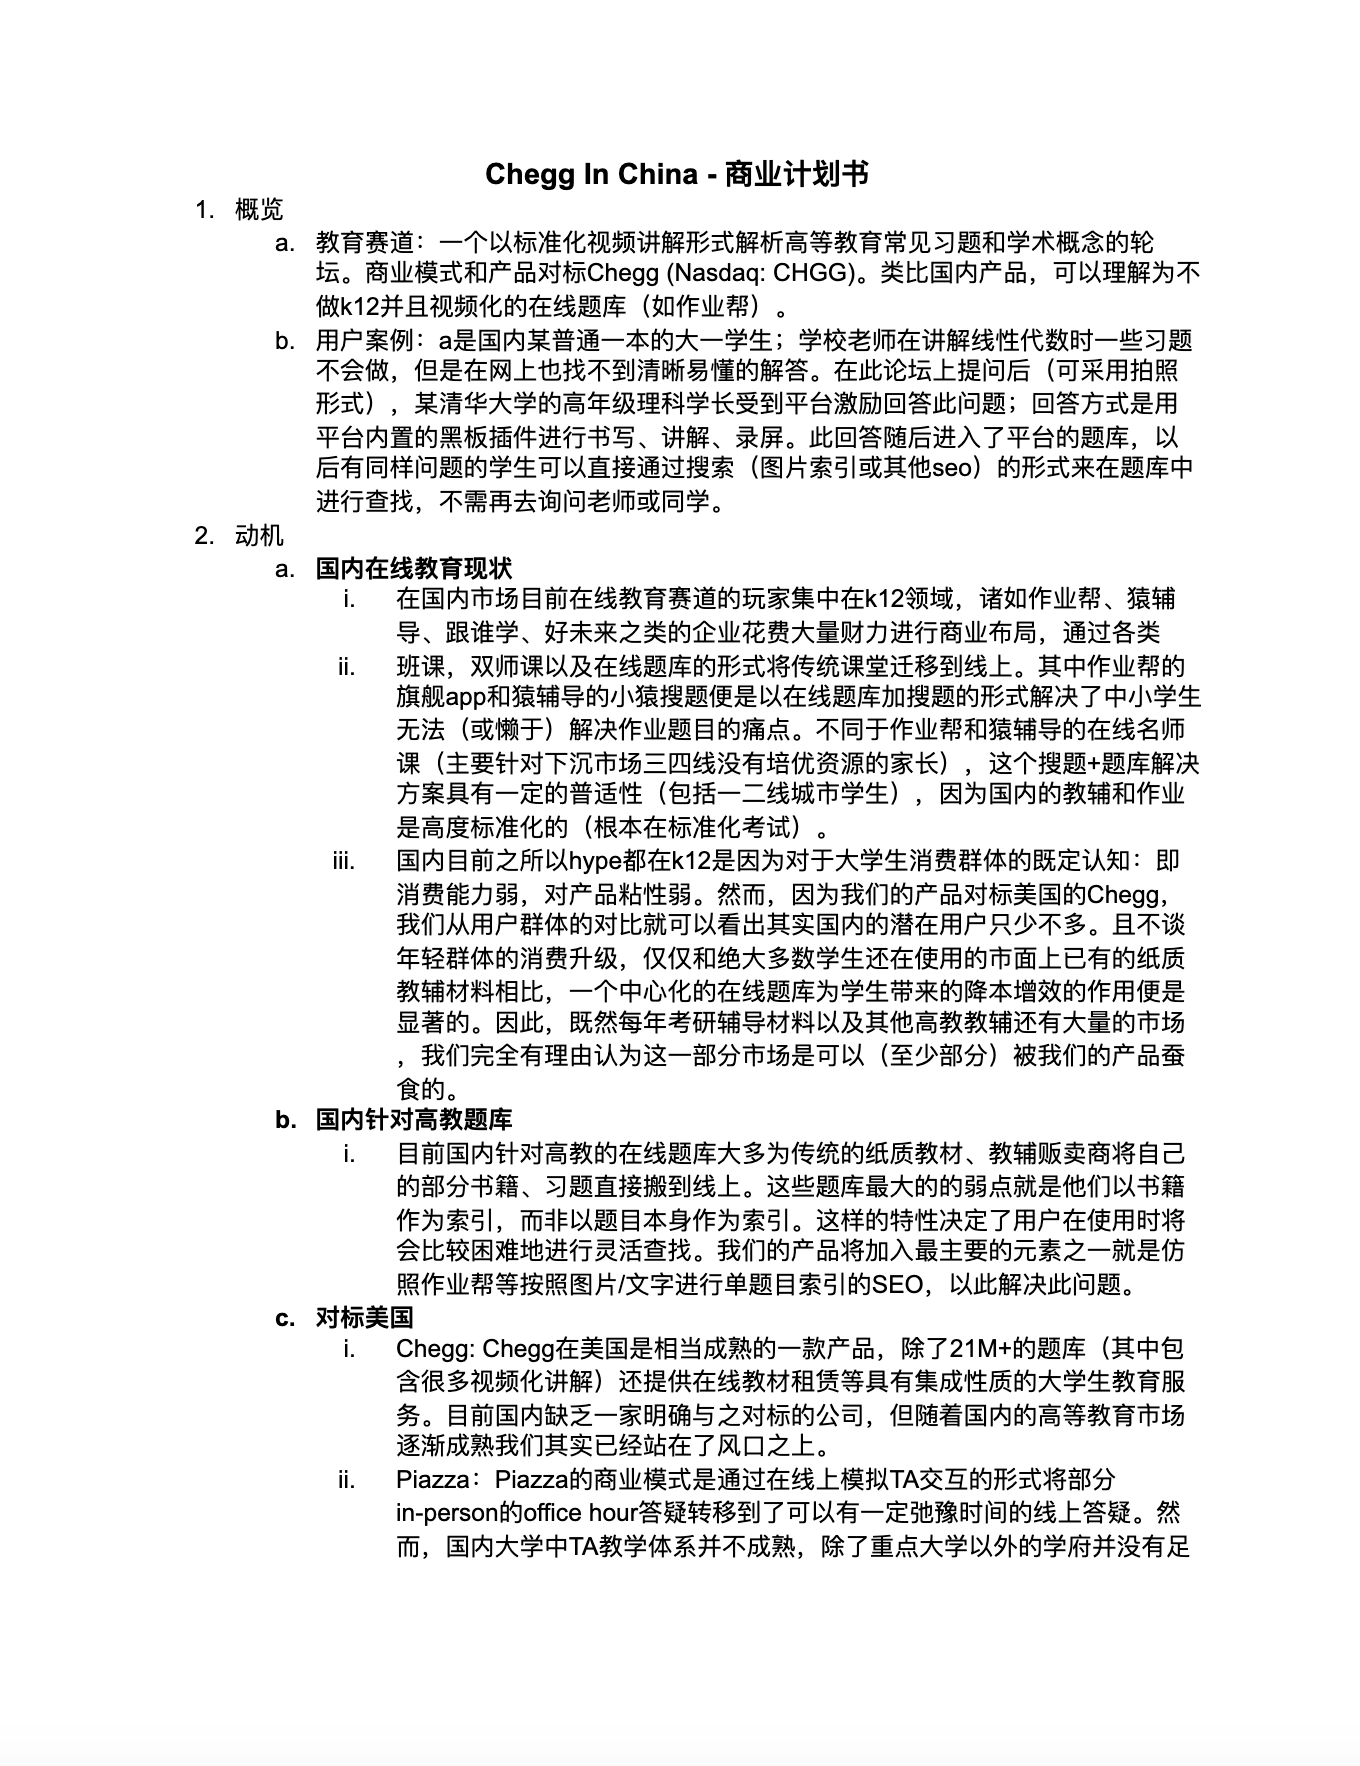 Chegg In China - 商业计划书
1. 概览
a. 教育赛道：一个以标准化视频讲解形式解析高等教育常见习题和学术概念的轮
坛。商业模式和产品对标Chegg (Nasdaq: CHGG)。类比国内产品，可以理解为不
做k12并且视频化的在线题库（如作业帮）。
b. 用户案例：a是国内某普通一本的大一学生；学校老师在讲解线性代数时一些习题
不会做，但是在网上也找不到清晰易懂的解答。在此论坛上提问后（可采用拍照
形式），某清华大学的高年级理科学长受到平台激励回答此问题；回答方式是用
平台内置的黑板插件进行书写、讲解、录屏。此回答随后进入了平台的题库，以
后有同样问题的学生可以直接通过搜索（图片索引或其他seo）的形式来在题库中
进行查找，不需再去询问老师或同学。
2. 动机
a. 国内在线教育现状
i. 在国内市场目前在线教育赛道的玩家集中在k12领域，诸如作业帮、猿辅
导、跟谁学、好未来之类的企业花费大量财力进行商业布局，通过各类
ii. 班课，双师课以及在线题库的形式将传统课堂迁移到线上。其中作业帮的
旗舰app和猿辅导的小猿搜题便是以在线题库加搜题的形式解决了中小学生
无法（或懒于）解决作业题目的痛点。不同于作业帮和猿辅导的在线名师
课（主要针对下沉市场三四线没有培优资源的家长），这个搜题+题库解决
方案具有一定的普适性（包括一二线城市学生），因为国内的教辅和作业
是高度标准化的（根本在标准化考试）。
iii. 国内目前之所以hype都在k12是因为对于大学生消费群体的既定认知：即
消费能力弱，对产品粘性弱。然而，因为我们的产品对标美国的Chegg，
我们从用户群体的对比就可以看出其实国内的潜在用户只少不多。且不谈
年轻群体的消费升级，仅仅和绝大多数学生还在使用的市面上已有的纸质
教辅材料相比，一个中心化的在线题库为学生带来的降本增效的作用便是
显著的。因此，既然每年考研辅导材料以及其他高教教辅还有大量的市场
，我们完全有理由认为这一部分市场是可以（至少部分）被我们的产品蚕
食的。
b. 国内针对高教题库
i. 目前国内针对高教的在线题库大多为传统的纸质教材、教辅贩卖商将自己
的部分书籍、习题直接搬到线上。这些题库最大的的弱点就是他们以书籍
作为索引，而非以题目本身作为索引。这样的特性决定了用户在使用时将
会比较困难地进行灵活查找。我们的产品将加入最主要的元素之一就是仿
照作业帮等按照图片/文字进行单题目索引的SEO，以此解决此问题。
c. 对标美国
i. Chegg: Chegg在美国是相当成熟的一款产品，除了21M+的题库（其中包
含很多视频化讲解）还提供在线教材租赁等具有集成性质的大学生教育服
务。目前国内缺乏一家明确与之对标的公司，但随着国内的高等教育市场
逐渐成熟我们其实已经站在了风口之上。
ii. Piazza：Piazza的商业模式是通过在线上模拟TA交互的形式将部分
in-person的office hour答疑转移到了可以有一定弛豫时间的线上答疑。然
而，国内大学中TA教学体系并不成熟，除了重点大学以外的学府并没有足